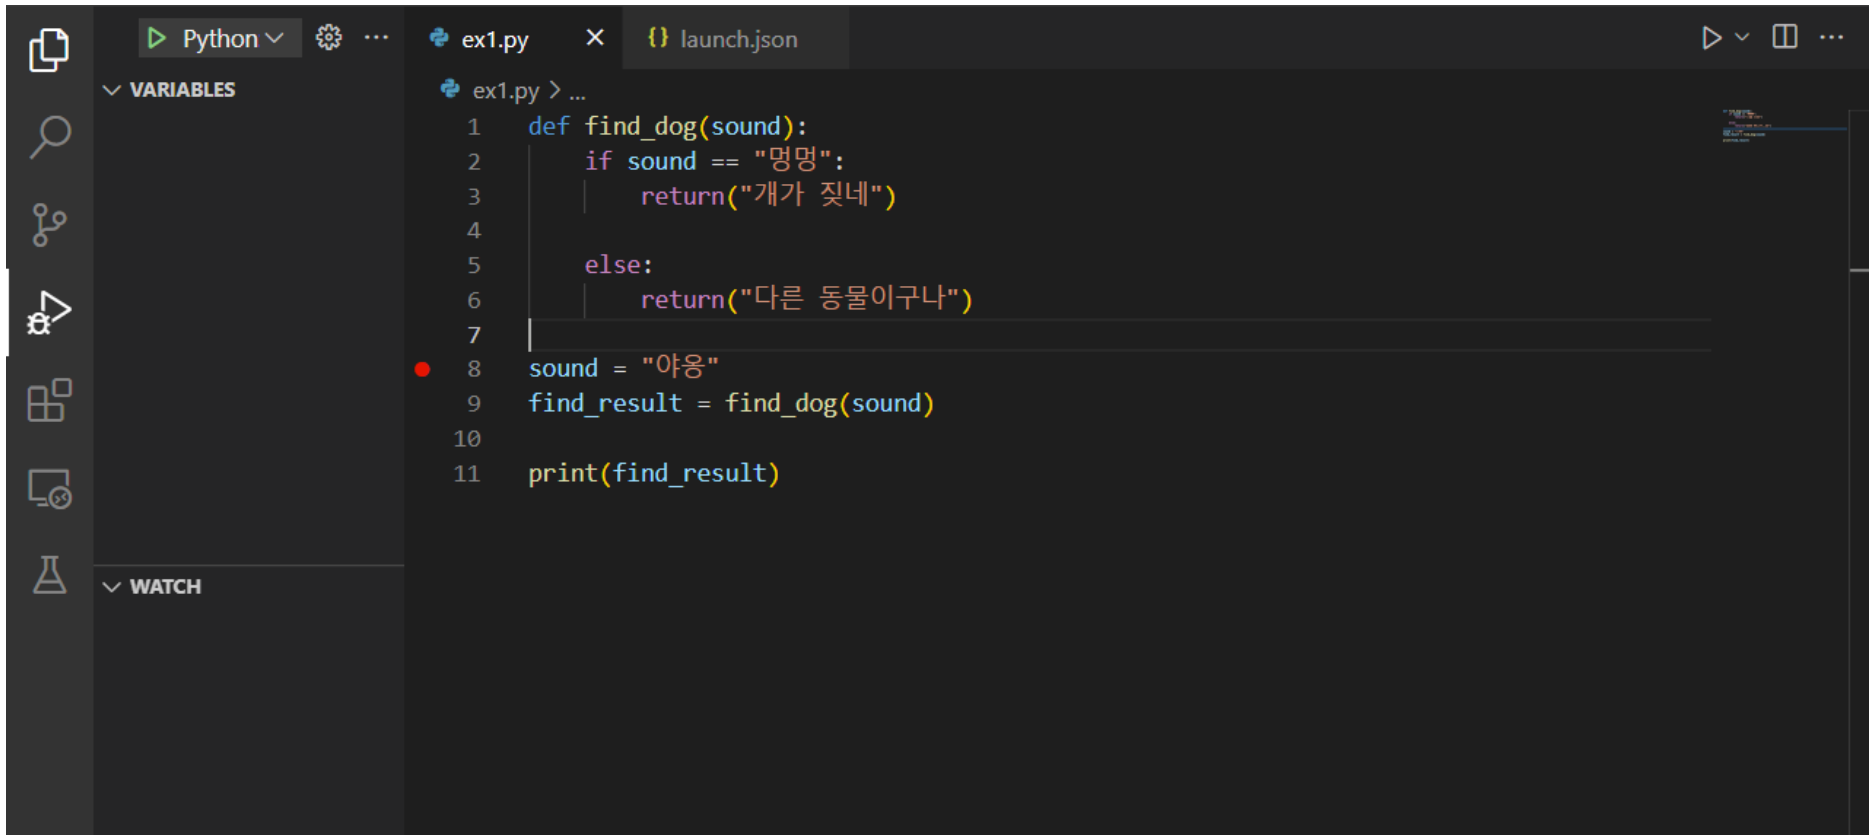 Python
ex1.py
launch.json
VARIABLES
ex1.py > ...
1 def find_dog(sound):
2 if sound == "멍멍":
3 return("개가 짖네")
4
5 else:
6 return("다른 동물이구나")
7
8 sound = "야옹"
9 find_result = find_dog(sound)
10
11 print(find_result)
WATCH